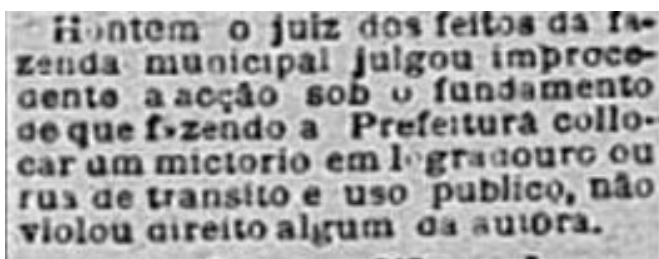 Hontem o juiz dos feitos da fa-
zenda municipal julgou improce-
dente a acção sob o fundamento
de que fazendo a Prefeitura collo-
car um mictorio em logradouro ou
rua de transito e uso publico, não
violou direito algum da autora.